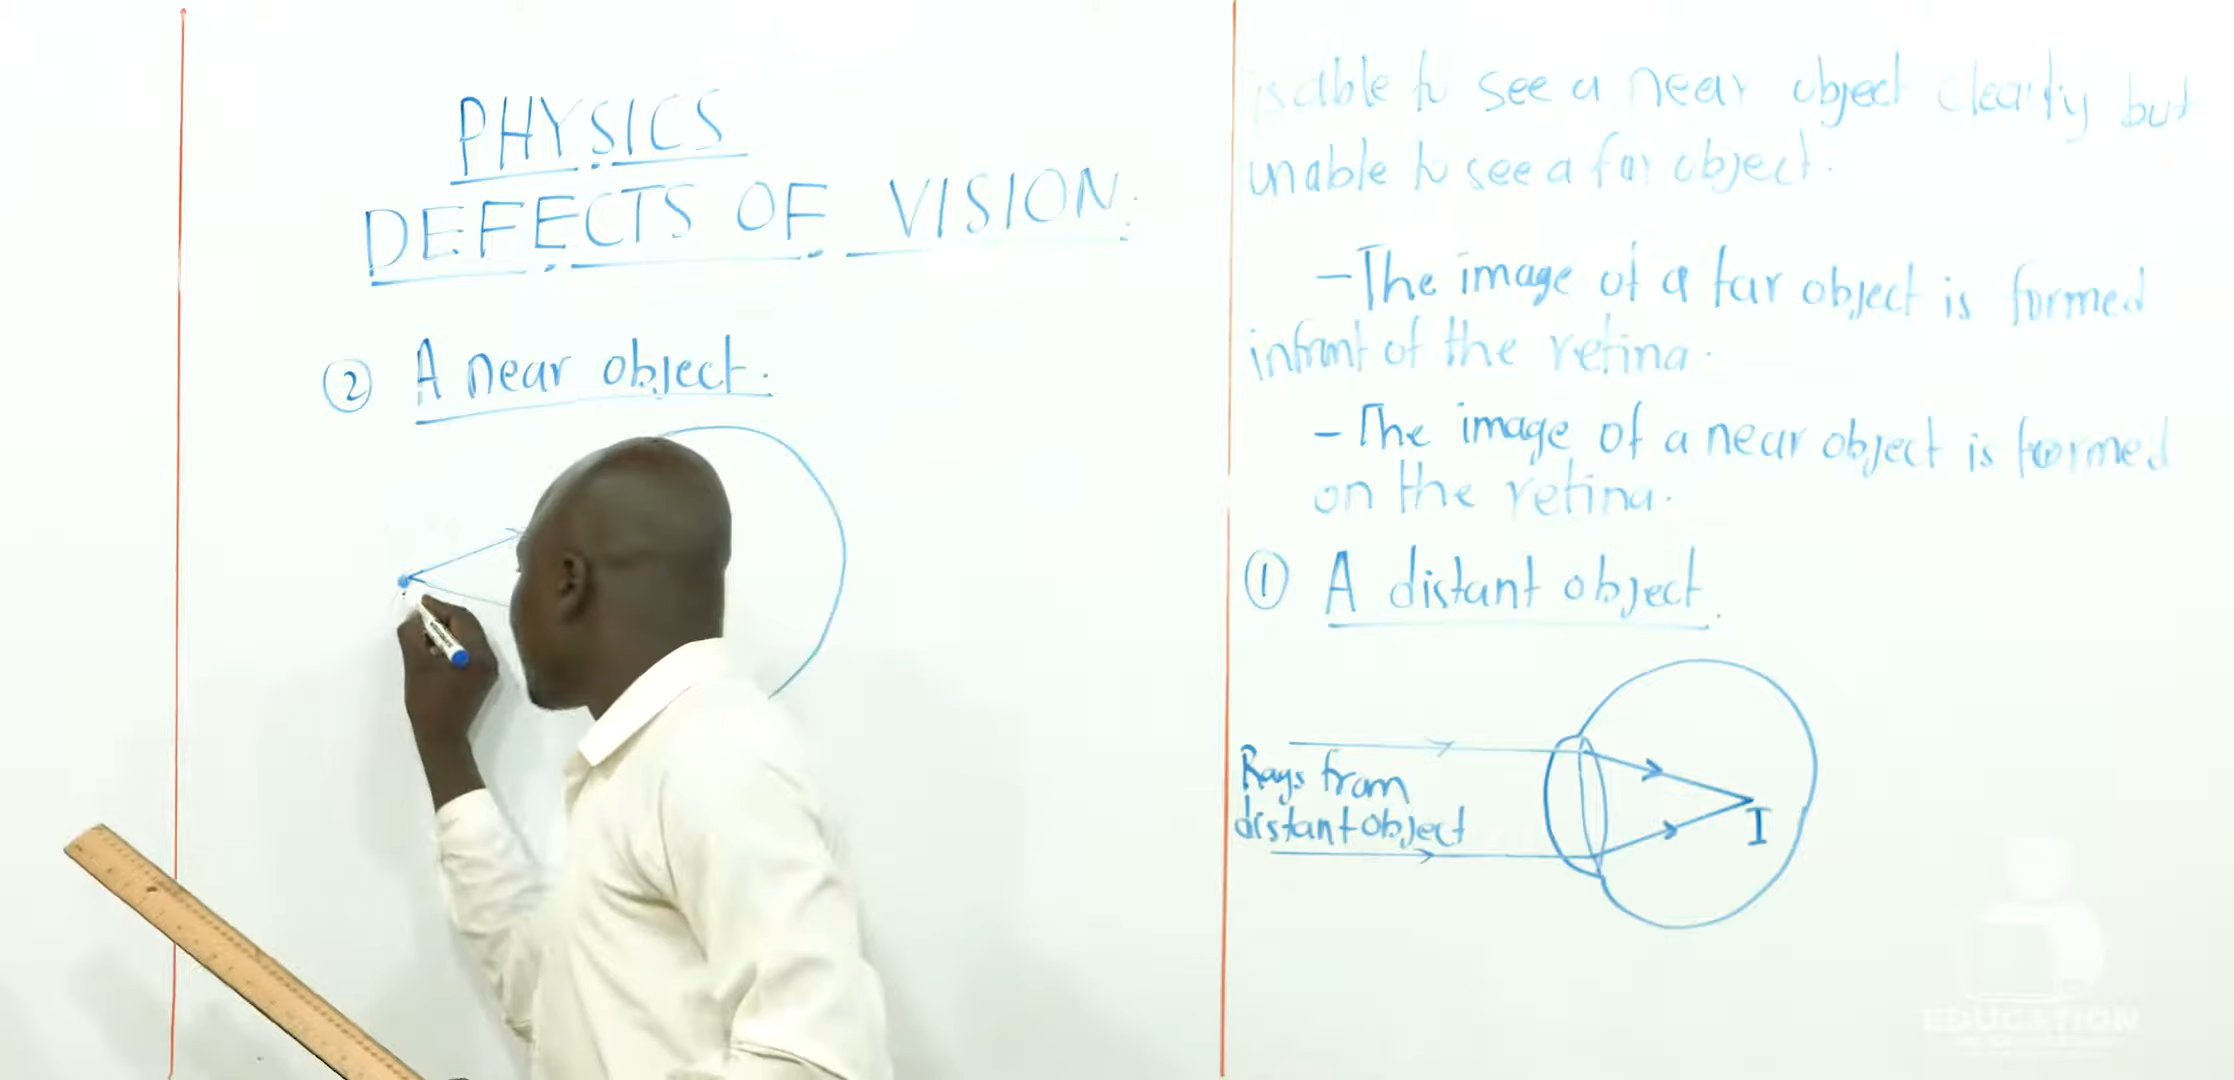 PHYSICS
DEFECTS OF VISION.
② A near object.
is able to see a near object clearly but
unable to see a far object.
- The image of a far object is formed
infront of the retina.
- The image of a near object is formed
on the retina.
① A distant object.
Rays from
distant object
I
EDUCATION